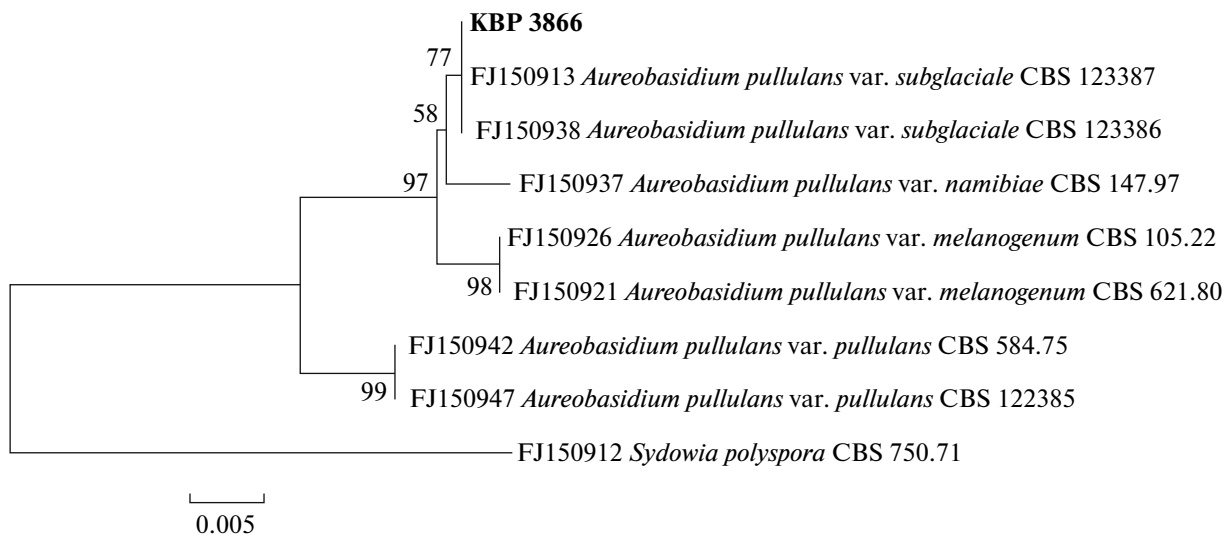 KBP 3866
77
FJ150913 Aureobasidium pullulans var. subglaciale CBS 123387
58
FJ150938 Aureobasidium pullulans var. subglaciale CBS 123386
97
FJ150937 Aureobasidium pullulans var. namibiae CBS 147.97
FJ150926 Aureobasidium pullulans var. melanogenum CBS 105.22
98
FJ150921 Aureobasidium pullulans var. melanogenum CBS 621.80
FJ150942 Aureobasidium pullulans var. pullulans CBS 584.75
99
FJ150947 Aureobasidium pullulans var. pullulans CBS 122385
FJ150912 Sydowia polyspora CBS 750.71
0.005